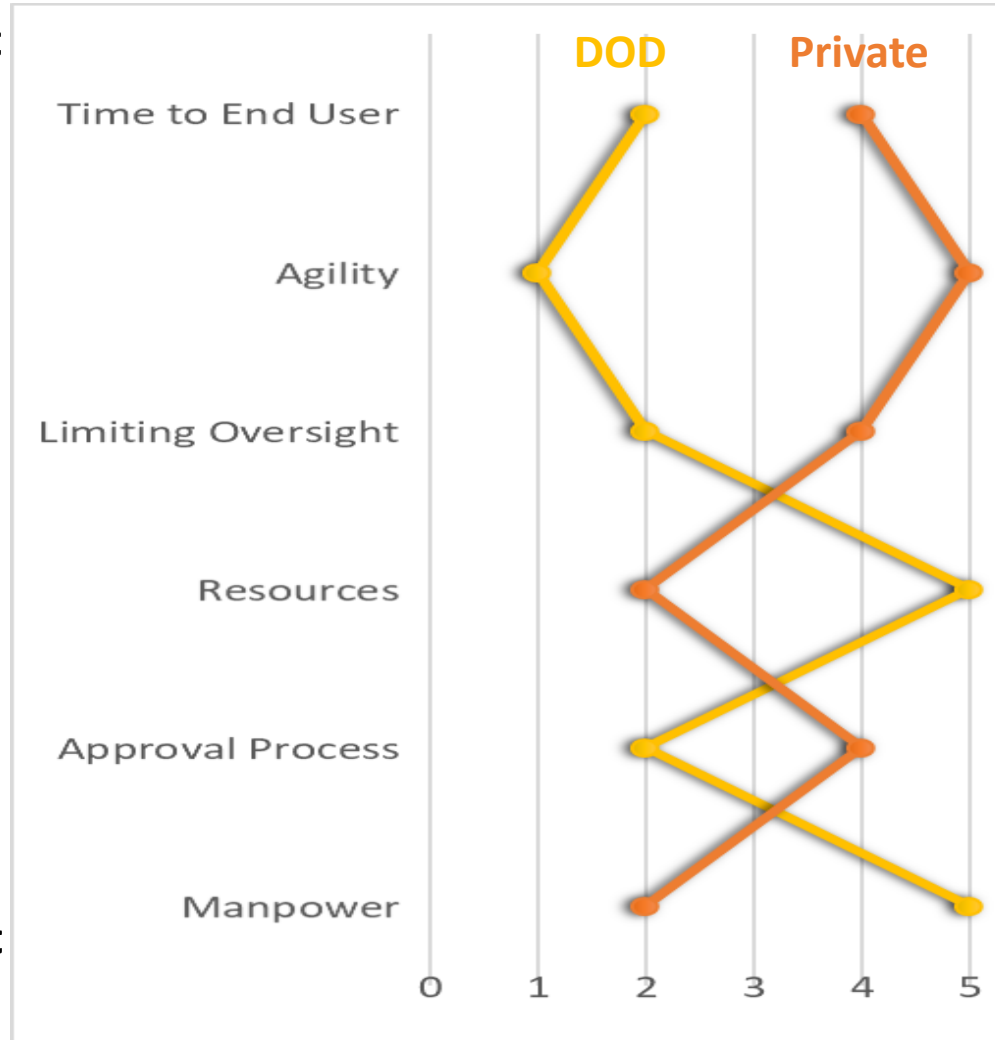 DOD Private
Time to End User
Agility
Limiting Oversight
Resources
Approval Process
Manpower
0 1 2 3 4 5